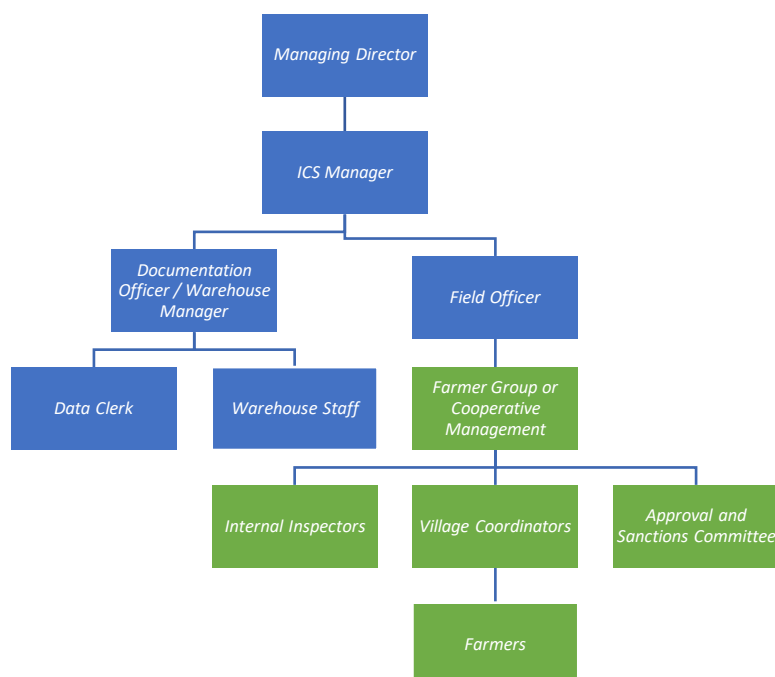 Managing Director
ICS Manager
Documentation
Officer / Warehouse
Manager
Field Officer
Data Clerk
Warehouse Staff
Farmer Group or
Cooperative
Management
Internal Inspectors
Village Coordinators
Approval and
Sanctions Committee
Farmers